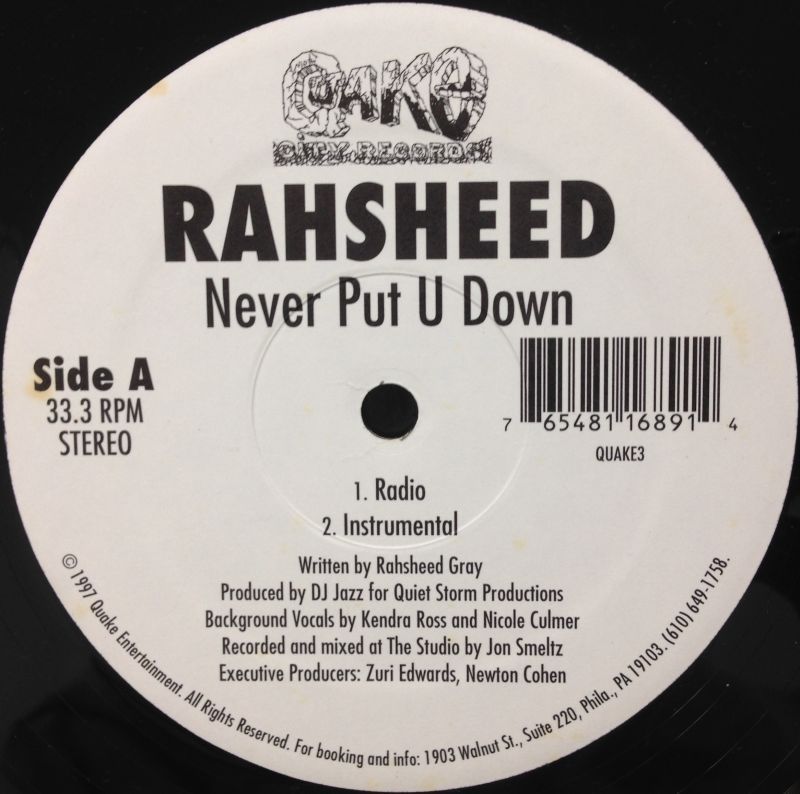 QUAKE
CITY RECORDS
RAHSHEED
Never Put U Down
Side A
33.3 RPM
STEREO
7 65481 16891 4
QUAKE3
1. Radio
2. Instrumental
Written by Rahsheed Gray
Produced by DJ Jazz for Quiet Storm Productions
Background Vocals by Kendra Ross and Nicole Culmer
Recorded and mixed at The Studio by Jon Smeltz
Executive Producers: Zuri Edwards, Newton Cohen
© 1997 Quake Entertainment. All Rights Reserved. For booking and info: 1903 Walnut St., Suite 220, Phila., PA 19103. (610) 649-1758.